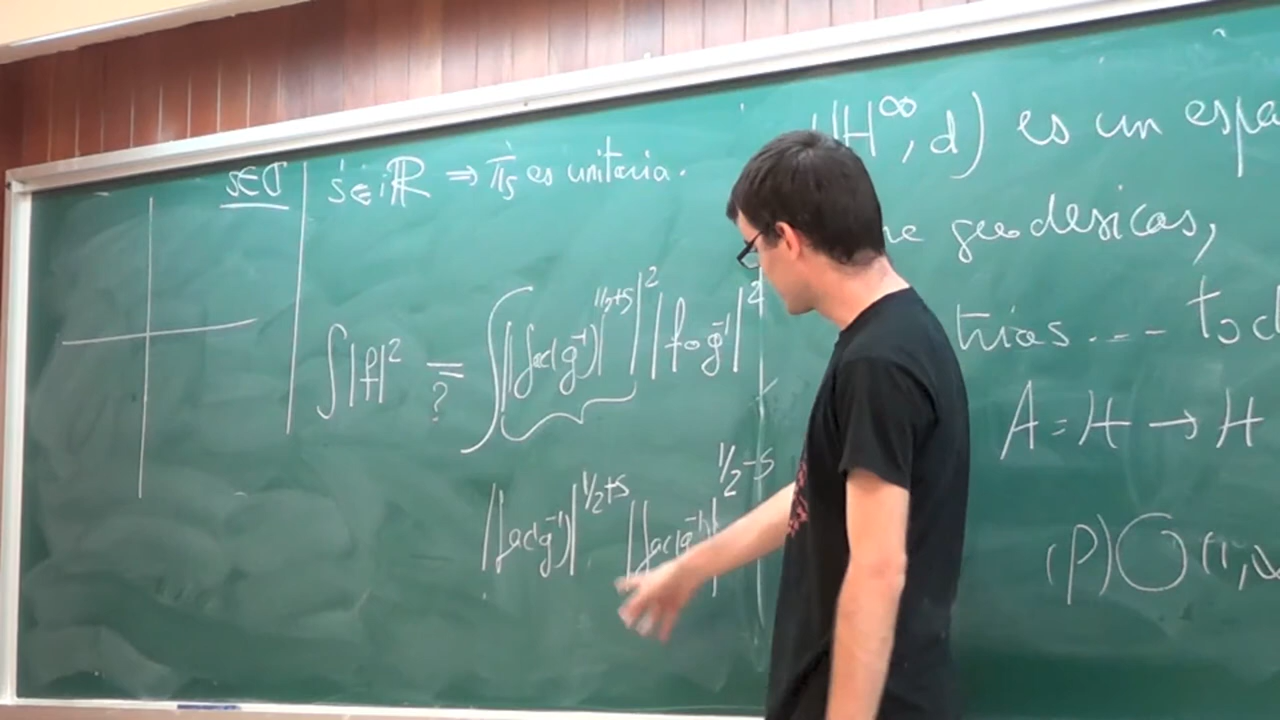 s∈ℂ
s∈iℝ ⇒ π_s es unitaria.
∫|f|² =? ∫||Jac(g⁻¹)|^{1/2+s}|² |f∘g⁻¹|²
|Jac(g⁻¹)|^{1/2+s} |Jac(g⁻¹)|^{1/2-s}
ℍ^∞, d) es un espa
geodesicas,
A: H → H
(P)O(1,∞